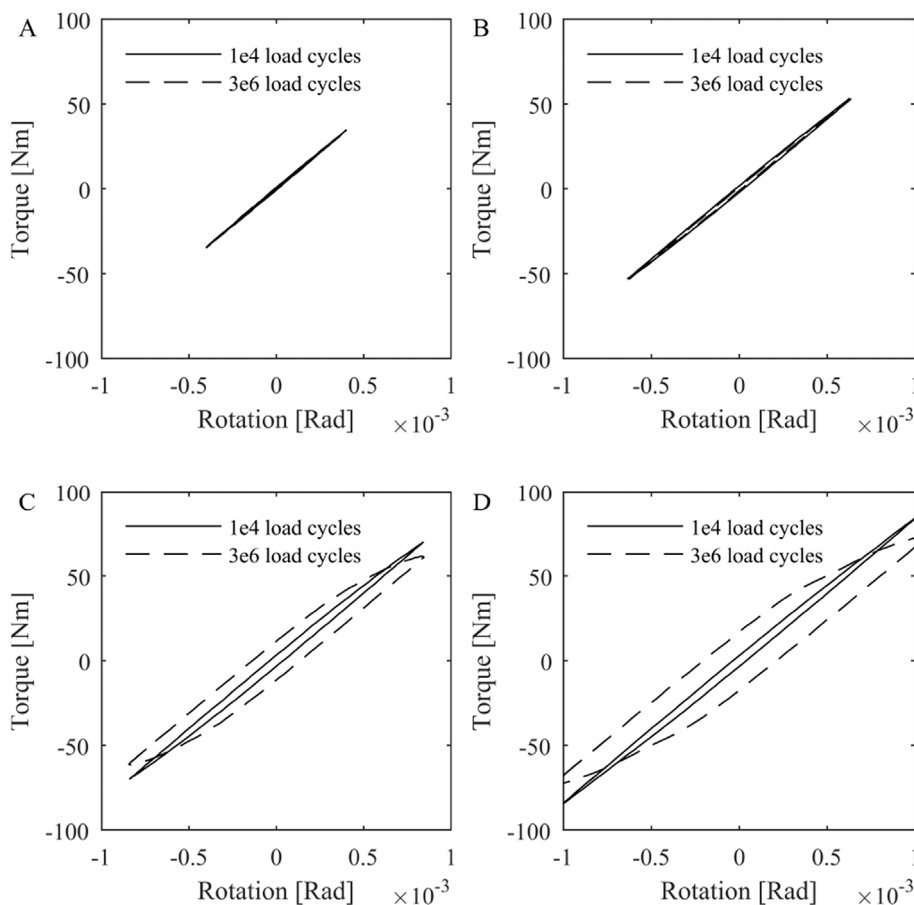 A
100
1e4 load cycles
3e6 load cycles
50
0
-50
-100
Torque [Nm]
-1 -0.5 0 0.5 1
Rotation [Rad] ×10⁻³
B
100
1e4 load cycles
3e6 load cycles
50
0
-50
-100
Torque [Nm]
-1 -0.5 0 0.5 1
Rotation [Rad] ×10⁻³
C
100
1e4 load cycles
3e6 load cycles
50
0
-50
-100
Torque [Nm]
-1 -0.5 0 0.5 1
Rotation [Rad] ×10⁻³
D
100
1e4 load cycles
3e6 load cycles
50
0
-50
-100
Torque [Nm]
-1 -0.5 0 0.5 1
Rotation [Rad] ×10⁻³